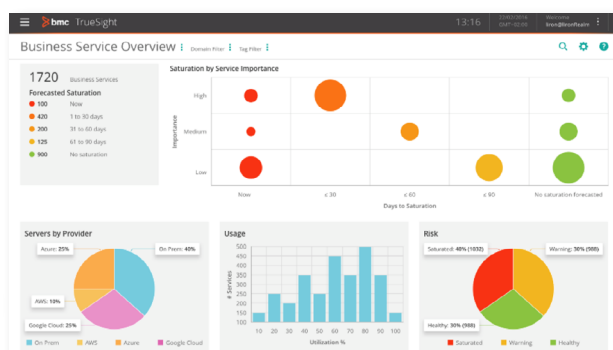 bmc TrueSight
13:16
Welcome
Business Service Overview
Domain Filter
Tag Filter
1720 Business Services
Forecasted Saturation
100 Now
420 1 to 30 days
300 31 to 60 days
125 61 to 90 days
900 No saturation
Saturation by Service Importance
Importance
High
Medium
Low
Now
≤ 30
≤ 60
≤ 90
No saturation forecasted
Days to Saturation
Servers by Provider
Azure: 25%
On Prem: 40%
AWS: 10%
Google Cloud: 25%
On Prem
AWS
Azure
Google Cloud
Usage
# Services
500
450
400
350
300
250
200
150
100
10 20 30 40 50 60 70 80 90 100
Utilization %
Risk
Saturated: 40% (1032)
Warning: 30% (988)
Healthy: 30% (988)
Saturated
Warning
Healthy